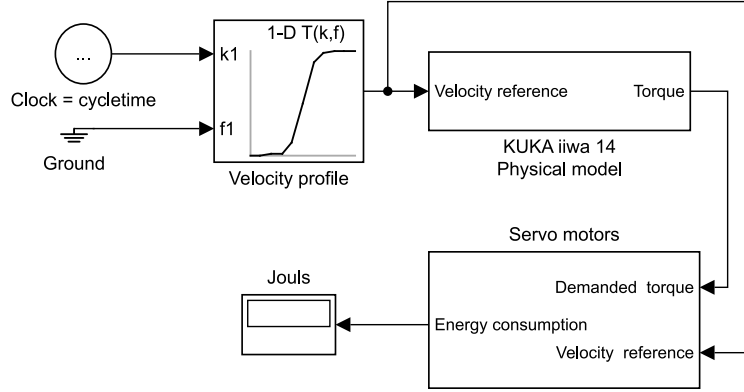 1-D T(k,f)
...
k1
Clock = cycletime
f1
Ground
Velocity profile
Velocity reference
Torque
KUKA iiwa 14
Physical model
Servo motors
Jouls
Demanded torque
Energy consumption
Velocity reference